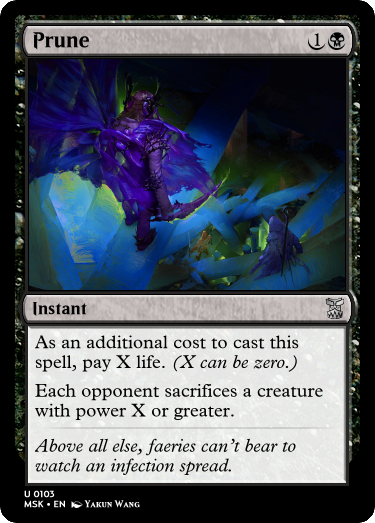 Prune 1
Instant
As an additional cost to cast this
spell, pay X life. (X can be zero.)
Each opponent sacrifices a creature
with power X or greater.
Above all else, faeries can't bear to
watch an infection spread.
U 0103
MSK • EN Yakun Wang